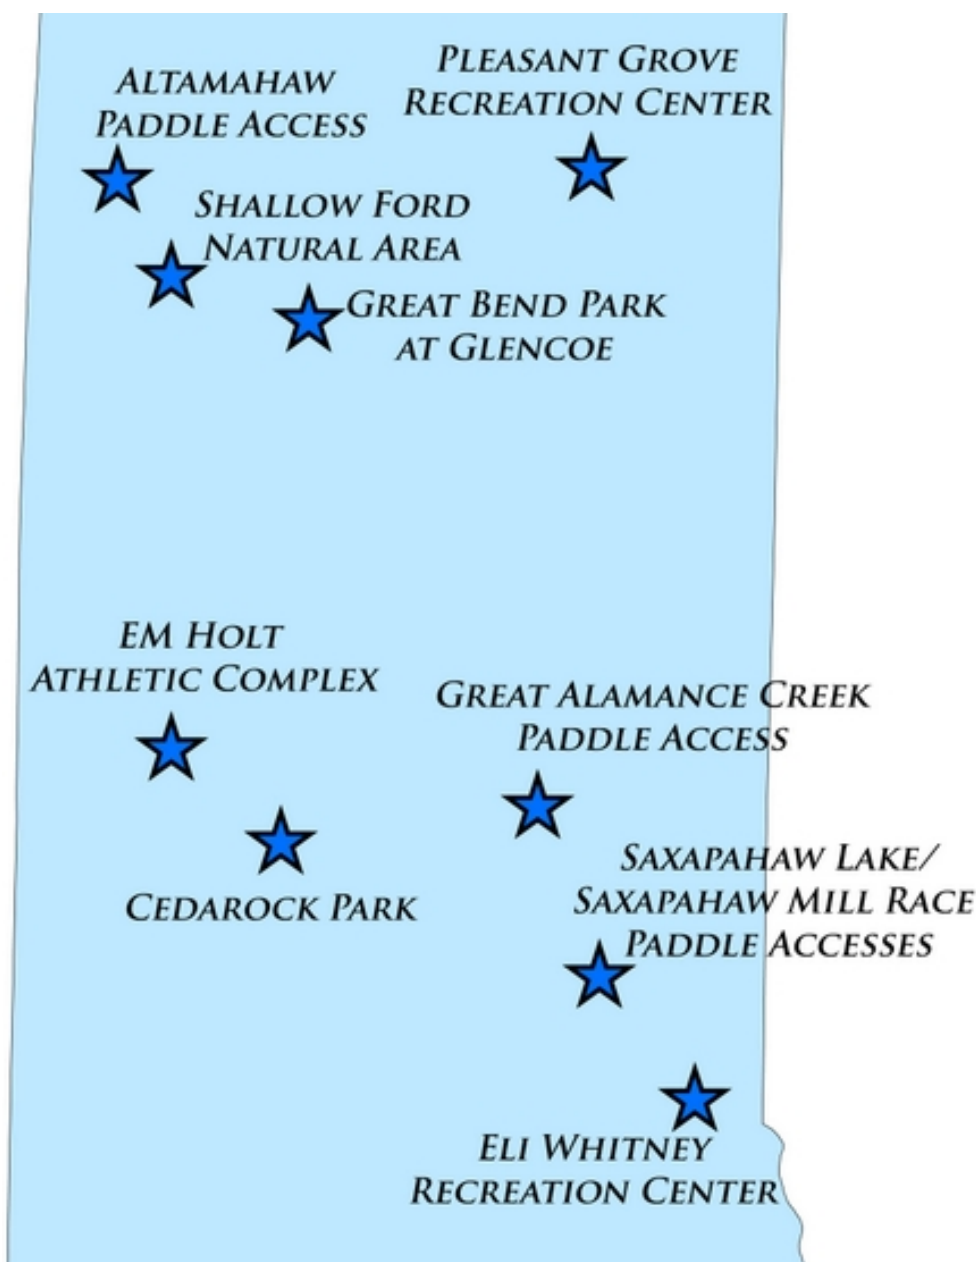 Altamahaw
Paddle Access
Pleasant Grove
Recreation Center
Shallow Ford
Natural Area
Great Bend Park
at Glencoe
EM Holt
Athletic Complex
Great Alamance Creek
Paddle Access
Cedarock Park
Saxapahaw Lake/
Saxapahaw Mill Race
Paddle Accesses
Eli Whitney
Recreation Center